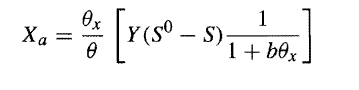 $X_a = \frac{\theta_x}{\theta} \left[ Y(S^0 - S) \frac{1}{1 + b\theta_x} \right]$